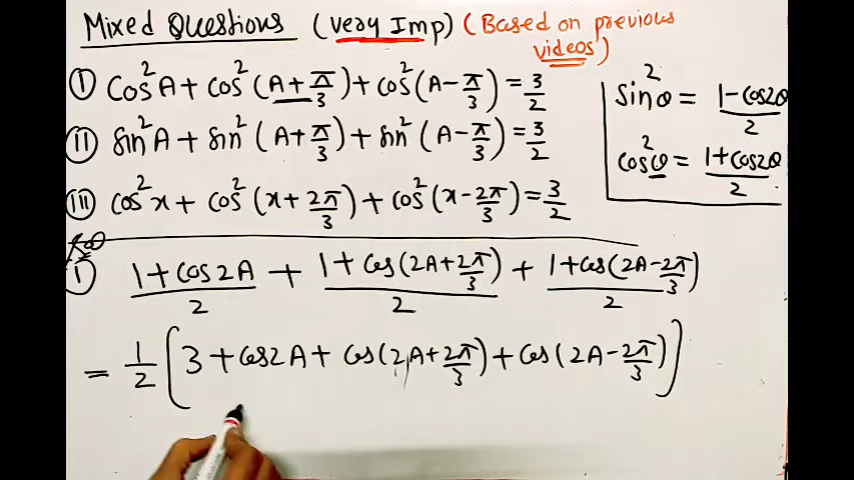 Mixed Questions (Very Imp) (Based on previous videos)
(I) Cos²A + cos²(A+π/3) + cos²(A-π/3) = 3/2
(II) Sin²A + sin²(A+π/3) + sin²(A-π/3) = 3/2
(III) cos²x + cos²(x+2π/3) + cos²(x-2π/3) = 3/2
sin²θ = 1-cos2θ/2
cos²θ = 1+cos2θ/2
(I) 1+cos2A/2 + 1+cos(2A+2π/3)/2 + 1+cos(2A-2π/3)/2
= 1/2 [3 + cos2A + cos(2A+2π/3) + cos(2A-2π/3)]